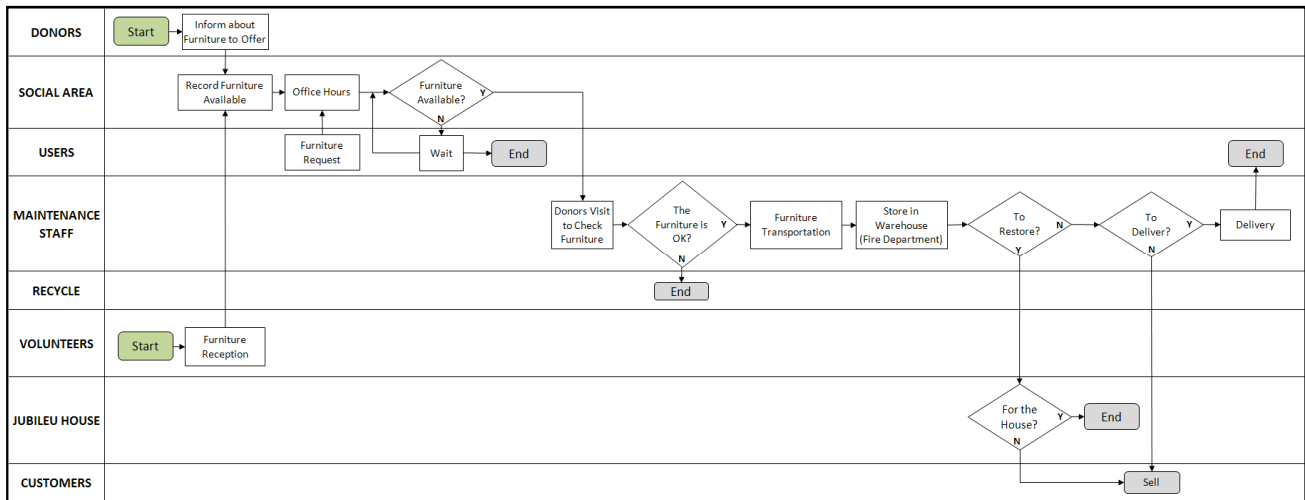 DONORS
Start
Inform about
Furniture to Offer
SOCIAL AREA
Record Furniture
Available
Office Hours
Furniture
Available?
Y
N
USERS
Furniture
Request
Wait
End
End
MAINTENANCE
STAFF
Donors Visit
to Check
Furniture
The
Furniture is
OK?
Y
N
Furniture
Transportation
Store in
Warehouse
(Fire Department)
To
Restore?
N
Y
To
Deliver?
Y
N
Delivery
RECYCLE
End
VOLUNTEERS
Start
Furniture
Reception
JUBILEU HOUSE
For the
House?
Y
N
End
CUSTOMERS
Sell